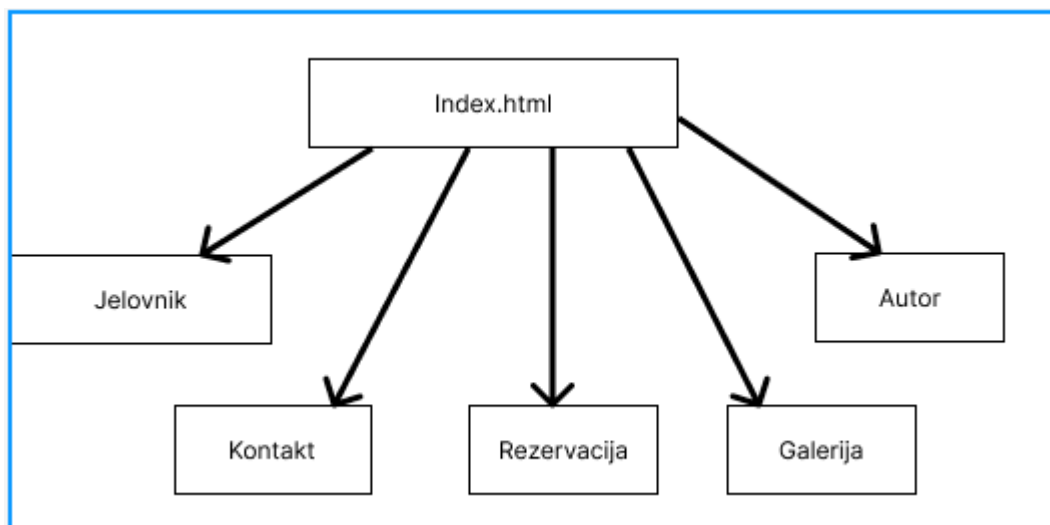 Index.html
Jelovnik
Autor
Kontakt
Rezervacija
Galerija